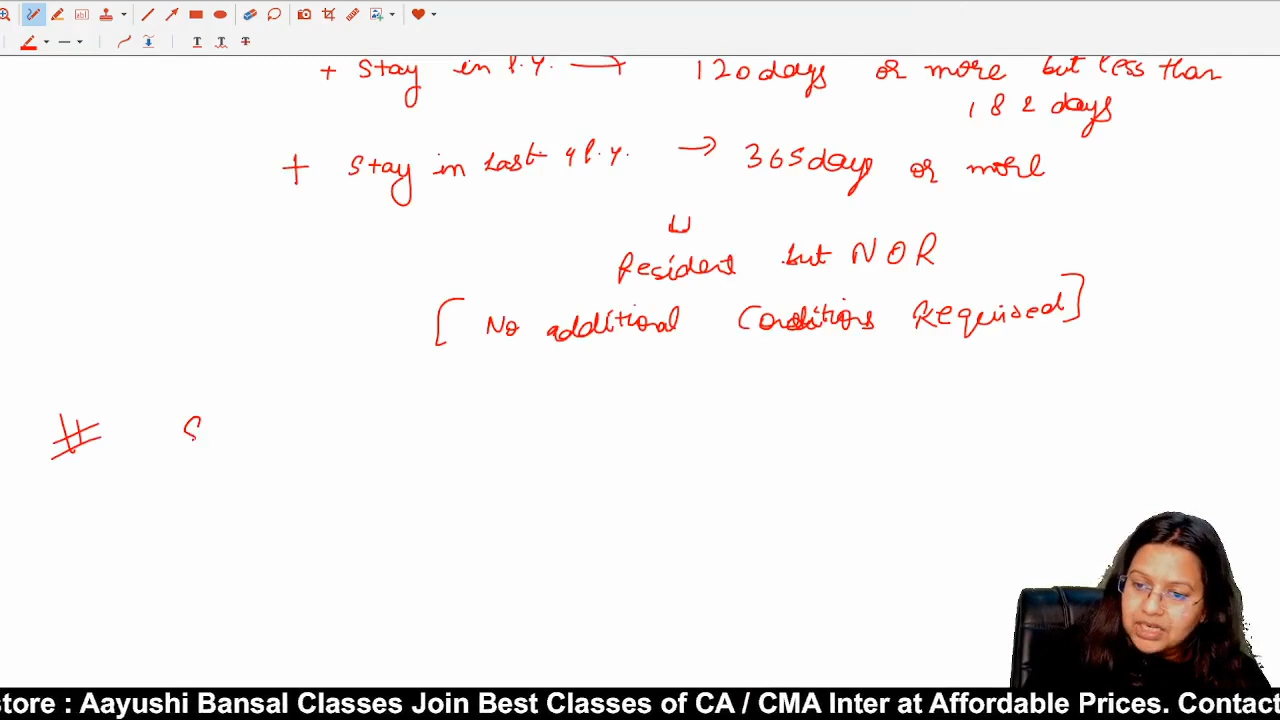 + Stay in P.Y. → 120 days or more but less than
182 days
+ Stay in last 4 P.Y. → 365 days or more
Resident but NOR
[No additional Conditions Required]
# S
store : Aayushi Bansal Classes Join Best Classes of CA / CMA Inter at Affordable Prices. Contact